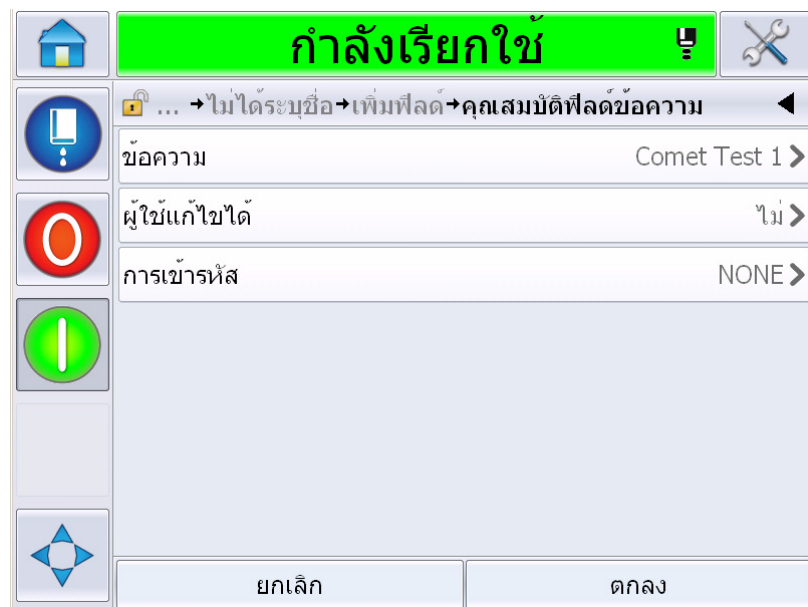 กำลังเรียกใช้
... →ไม่ได้ระบุชื่อ→เพิ่มฟิลด์→คุณสมบัติฟิลด์ข้อความ
ข้อความ Comet Test 1
ผู้ใช้แก้ไขได้ ไม่
การเข้ารหัส NONE
ยกเลิก ตกลง